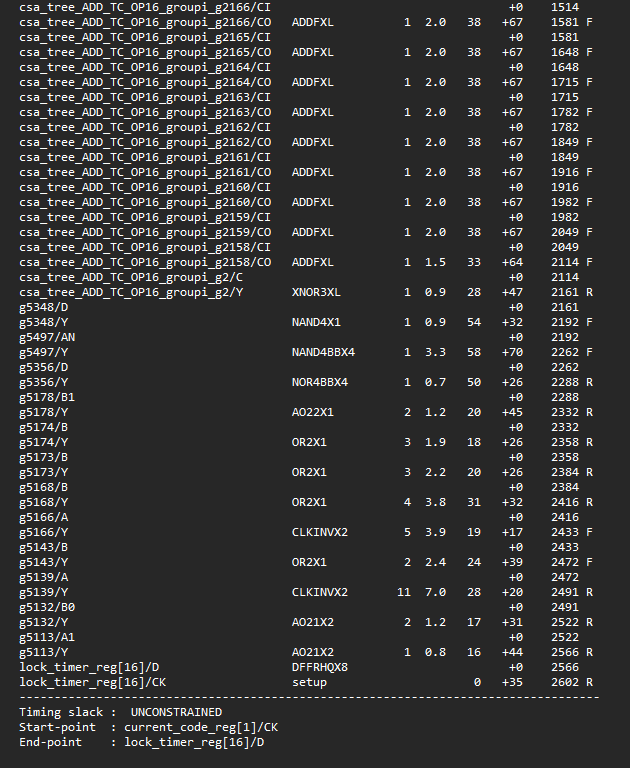 csa_tree_ADD_TC_OP16_groupi_g2166/CI +0 1514
csa_tree_ADD_TC_OP16_groupi_g2166/CO ADDFXL 1 2.0 38 +67 1581 F
csa_tree_ADD_TC_OP16_groupi_g2165/CI +0 1581
csa_tree_ADD_TC_OP16_groupi_g2165/CO ADDFXL 1 2.0 38 +67 1648 F
csa_tree_ADD_TC_OP16_groupi_g2164/CI +0 1648
csa_tree_ADD_TC_OP16_groupi_g2164/CO ADDFXL 1 2.0 38 +67 1715 F
csa_tree_ADD_TC_OP16_groupi_g2163/CI +0 1715
csa_tree_ADD_TC_OP16_groupi_g2163/CO ADDFXL 1 2.0 38 +67 1782 F
csa_tree_ADD_TC_OP16_groupi_g2162/CI +0 1782
csa_tree_ADD_TC_OP16_groupi_g2162/CO ADDFXL 1 2.0 38 +67 1849 F
csa_tree_ADD_TC_OP16_groupi_g2161/CI +0 1849
csa_tree_ADD_TC_OP16_groupi_g2161/CO ADDFXL 1 2.0 38 +67 1916 F
csa_tree_ADD_TC_OP16_groupi_g2160/CI +0 1916
csa_tree_ADD_TC_OP16_groupi_g2160/CO ADDFXL 1 2.0 38 +67 1982 F
csa_tree_ADD_TC_OP16_groupi_g2159/CI +0 1982
csa_tree_ADD_TC_OP16_groupi_g2159/CO ADDFXL 1 2.0 38 +67 2049 F
csa_tree_ADD_TC_OP16_groupi_g2158/CI +0 2049
csa_tree_ADD_TC_OP16_groupi_g2158/CO ADDFXL 1 1.5 33 +64 2114 F
csa_tree_ADD_TC_OP16_groupi_g2/C +0 2114
csa_tree_ADD_TC_OP16_groupi_g2/Y XNOR3XL 1 0.9 28 +47 2161 R
g5348/D +0 2161
g5348/Y NAND4X1 1 0.9 54 +32 2192 F
g5497/AN +0 2192
g5497/Y NAND4BBX4 1 3.3 58 +70 2262 F
g5356/D +0 2262
g5356/Y NOR4BBX4 1 0.7 50 +26 2288 R
g5178/B1 +0 2288
g5178/Y AO22X1 2 1.2 20 +45 2332 R
g5174/B +0 2332
g5174/Y OR2X1 3 1.9 18 +26 2358 R
g5173/B +0 2358
g5173/Y OR2X1 3 2.2 20 +26 2384 R
g5168/B +0 2384
g5168/Y OR2X1 4 3.8 31 +32 2416 R
g5166/A +0 2416
g5166/Y CLKINVX2 5 3.9 19 +17 2433 F
g5143/B +0 2433
g5143/Y OR2X1 2 2.4 24 +39 2472 F
g5139/A +0 2472
g5139/Y CLKINVX2 11 7.0 28 +20 2491 R
g5132/B0 +0 2491
g5132/Y AO21X2 2 1.2 17 +31 2522 R
g5113/A1 +0 2522
g5113/Y AO21X2 1 0.8 16 +44 2566 R
lock_timer_reg[16]/D DFFRHQX8 +0 2566
lock_timer_reg[16]/CK setup 0 +35 2602 R
-----------------------------------------------------------------------------------
Timing slack : UNCONSTRAINED
Start-point : current_code_reg[1]/CK
End-point : lock_timer_reg[16]/D